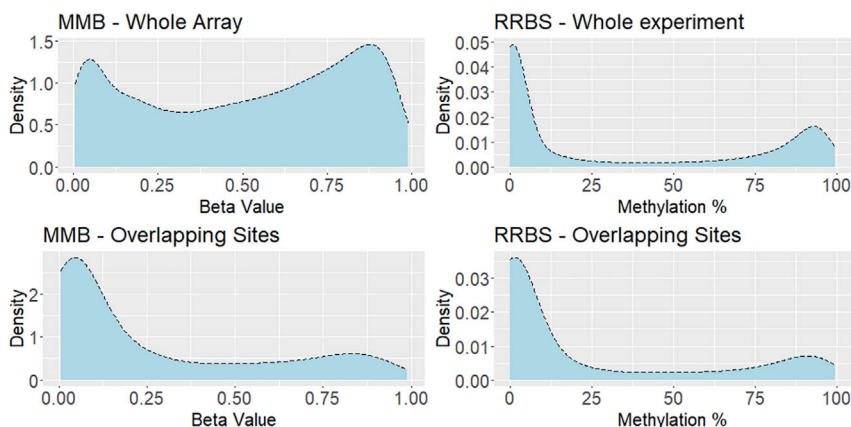 MMB - Whole Array
Density
1.5
1.0
0.5
0.0
0.00 0.25 0.50 0.75 1.00
Beta Value
RRBS - Whole experiment
Density
0.05
0.04
0.03
0.02
0.01
0.00
0 25 50 75 100
Methylation %
MMB - Overlapping Sites
Density
2
1
0
0.00 0.25 0.50 0.75 1.00
Beta Value
RRBS - Overlapping Sites
Density
0.03
0.02
0.01
0.00
0 25 50 75 100
Methylation %